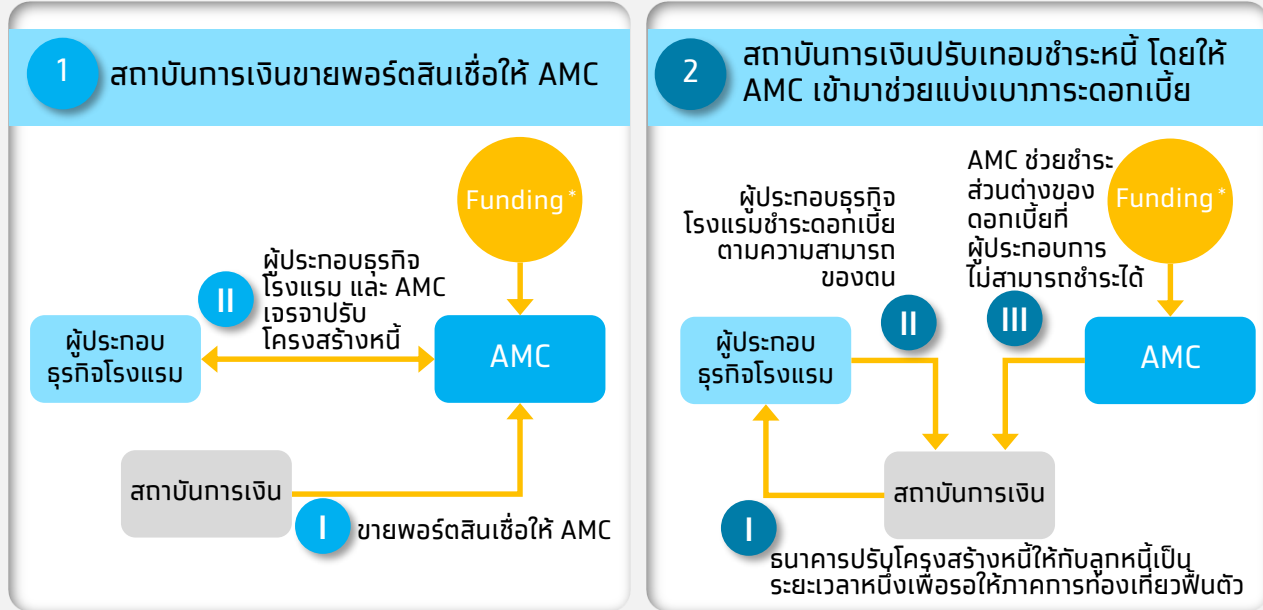 1
สถาบันการเงินขายพอร์ตสินเชื่อให้ AMC
Funding*
ผู้ประกอบธุรกิจ
โรงแรม และ AMC
เจรจาปรับ
โครงสร้างหนี้
II
ผู้ประกอบ
ธุรกิจโรงแรม
AMC
สถาบันการเงิน
I
ขายพอร์ตสินเชื่อให้ AMC
2
สถาบันการเงินปรับเทอมชำระหนี้ โดยให้
AMC เข้ามาช่วยแบ่งเบาภาระดอกเบี้ย
ผู้ประกอบธุรกิจ
โรงแรมชำระดอกเบี้ย
ตามความสามารถ
ของตน
AMC ช่วยชำระ
ส่วนต่างของ
ดอกเบี้ยที่
ผู้ประกอบการ
ไม่สามารถชำระได้
Funding*
II
III
ผู้ประกอบ
ธุรกิจโรงแรม
AMC
สถาบันการเงิน
I
ธนาคารปรับโครงสร้างหนี้ให้กับลูกหนี้เป็น
ระยะเวลาหนึ่งเพื่อรอให้ภาคการท่องเที่ยวฟื้นตัว